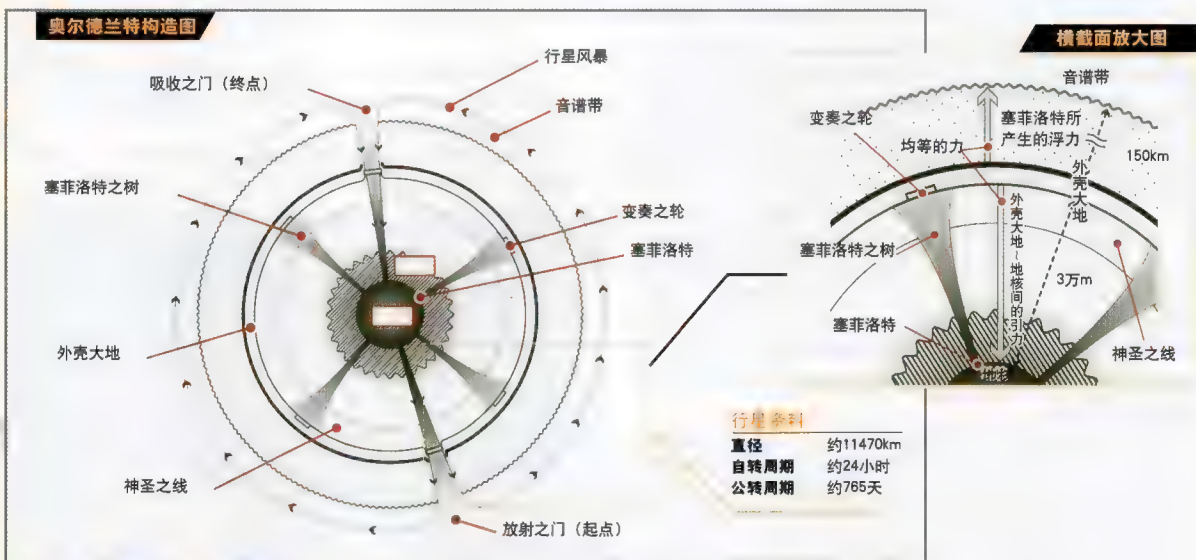 奥尔德兰特构造图
行星风暴
吸收之门（终点）
音谱带
塞菲洛特之树
变奏之轮
塞菲洛特
外壳大地
神圣之线
放射之门（起点）
横截面放大图
音谱带
变奏之轮
塞菲洛特所
产生的浮力
均等的力
150km
外壳大地
塞菲洛特之树
外壳大地～地核间的引力
3万m
塞菲洛特
神圣之线
行星资料
直径 约11470km
自转周期 约24小时
公转周期 约765天